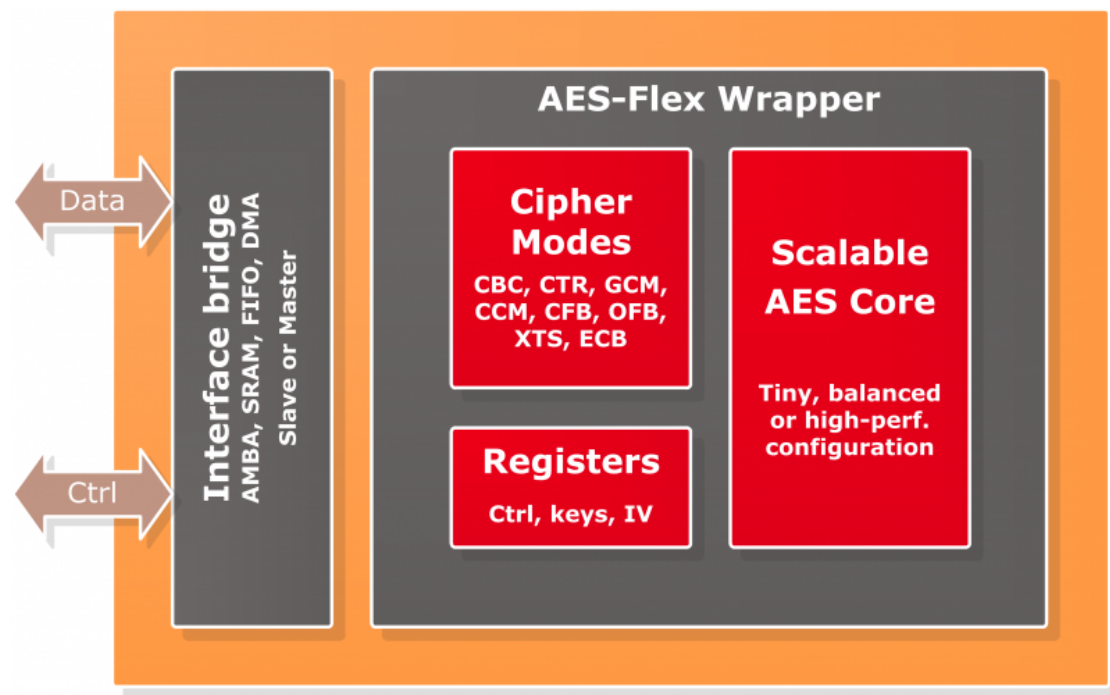 Data
Ctrl
Interface bridge
AMBA, SRAM, FIFO, DMA
Slave or Master
AES-Flex Wrapper
Cipher
Modes
CBC, CTR, GCM,
CCM, CFB, OFB,
XTS, ECB
Registers
Ctrl, keys, IV
Scalable
AES Core
Tiny, balanced
or high-perf.
configuration